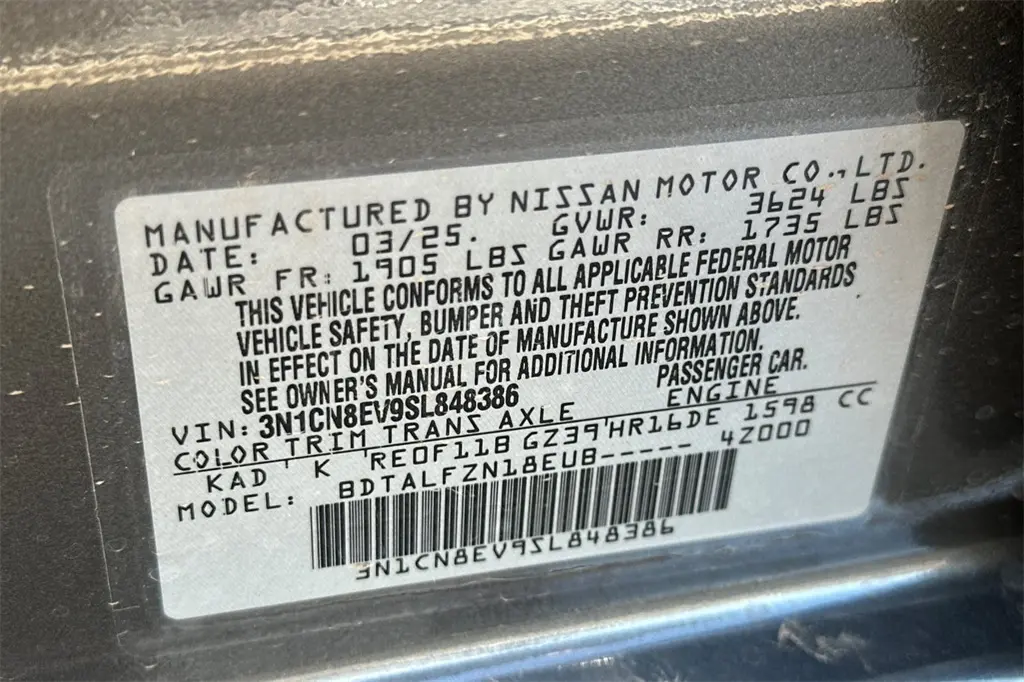 MANUFACTURED BY NISSAN MOTOR CO., LTD.
DATE: 03/25. GVWR: 3624 LBS
GAWR FR: 1905 LBS GAWR RR: 1735 LBS
THIS VEHICLE CONFORMS TO ALL APPLICABLE FEDERAL MOTOR
VEHICLE SAFETY, BUMPER AND THEFT PREVENTION STANDARDS
IN EFFECT ON THE DATE OF MANUFACTURE SHOWN ABOVE.
SEE OWNER'S MANUAL FOR ADDITIONAL INFORMATION.
VIN: 3N1CN8EV9SL848386 PASSENGER CAR.
COLOR TRIM TRANS AXLE ENGINE
KAD K RE0F11B GZ39 HR16DE 1598 CC
MODEL: BDTALFZN18EUB----- 4Z000
3N1CN8EV9SL848386